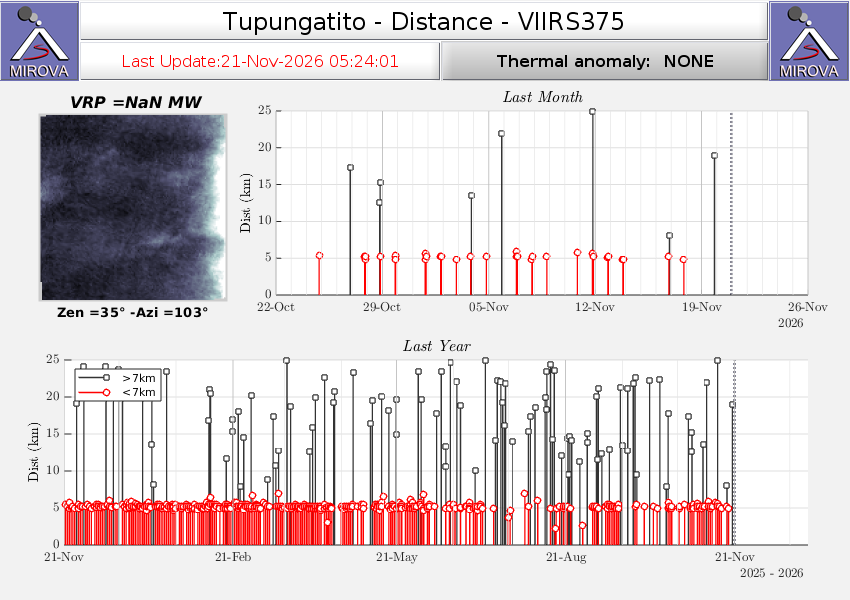 Tupungatito - Distance - VIIRS375
MIROVA
Last Update:21-Nov-2026 05:24:01
Thermal anomaly: NONE
MIROVA
VRP =NaN MW
Zen =35° -Azi =103°
Last Month
Dist (km)
25
20
15
10
5
0
22-Oct
29-Oct
05-Nov
12-Nov
19-Nov
26-Nov
2026
Last Year
Dist (km)
25
20
15
10
5
0
>7km
<7km
21-Nov
21-Feb
21-May
21-Aug
21-Nov
2025 - 2026